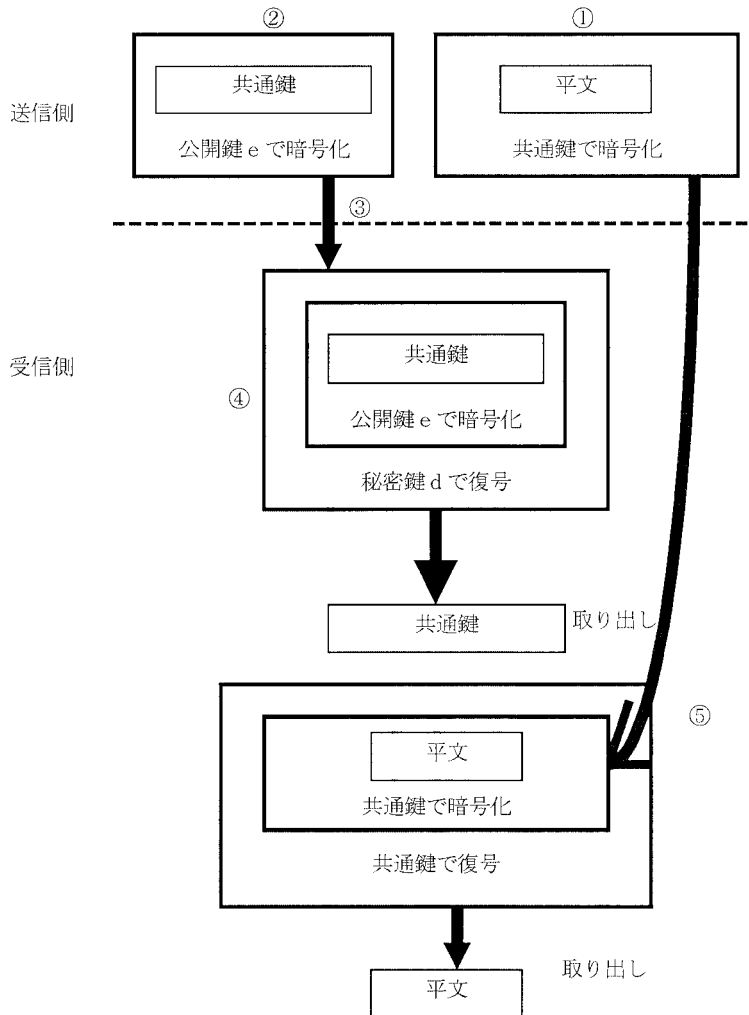 ②
①
共通鍵
平文
送信側
公開鍵 e で暗号化
共通鍵で暗号化
③
共通鍵
受信側
④
公開鍵 e で暗号化
秘密鍵 d で復号
共通鍵
取り出し
⑤
平文
共通鍵で暗号化
共通鍵で復号
取り出し
平文